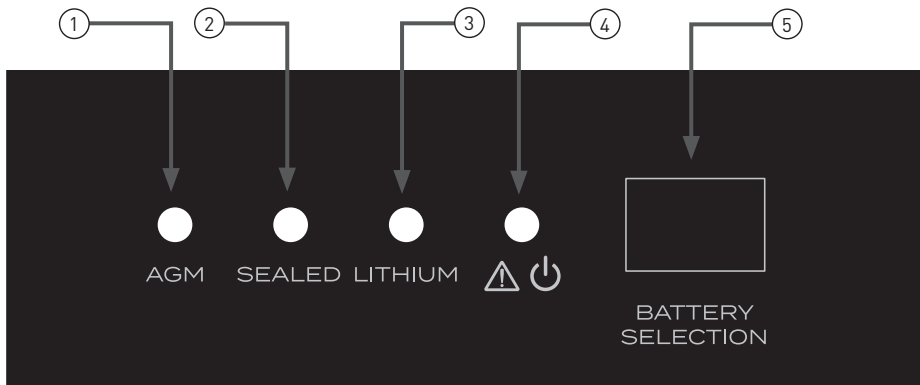 1 2 3 4 5
AGM SEALED LITHIUM
BATTERY
SELECTION